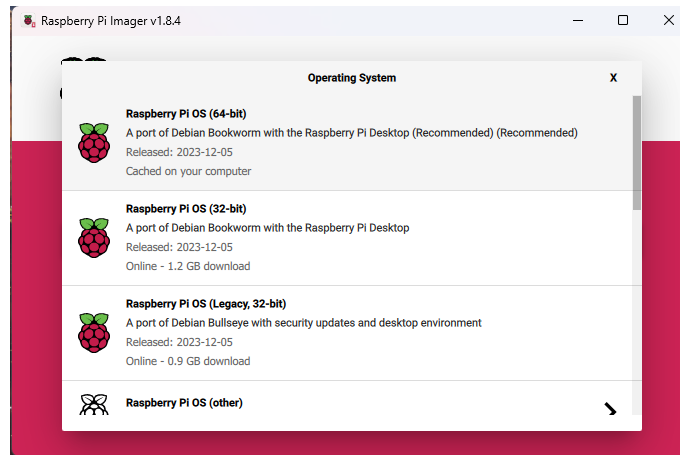 Raspberry Pi Imager v1.8.4
Operating System X
Raspberry Pi OS (64-bit)
A port of Debian Bookworm with the Raspberry Pi Desktop (Recommended) (Recommended)
Released: 2023-12-05
Cached on your computer
Raspberry Pi OS (32-bit)
A port of Debian Bookworm with the Raspberry Pi Desktop
Released: 2023-12-05
Online - 1.2 GB download
Raspberry Pi OS (Legacy, 32-bit)
A port of Debian Bullseye with security updates and desktop environment
Released: 2023-12-05
Online - 0.9 GB download
Raspberry Pi OS (other)